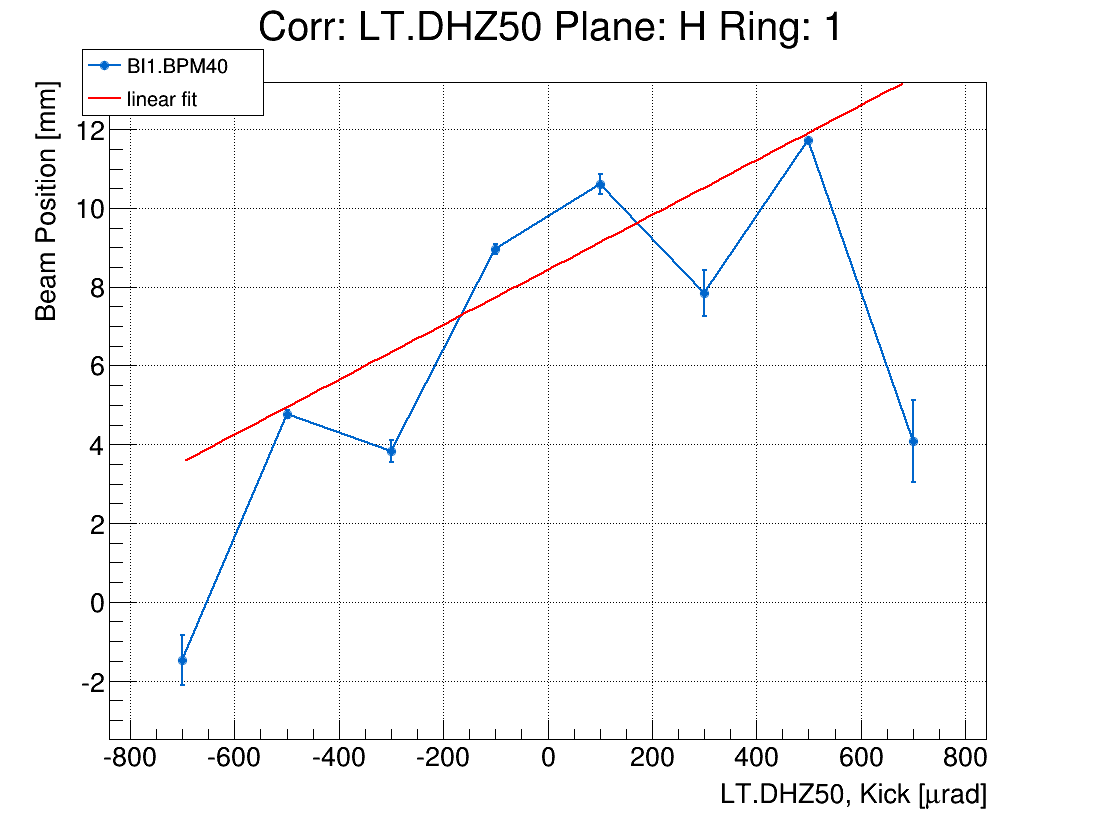 Corr: LT.DHZ50 Plane: H Ring: 1
BI1.BPM40
linear fit
Beam Position [mm]
12
10
8
6
4
2
0
-2
-800 -600 -400 -200 0 200 400 600 800
LT.DHZ50, Kick [μrad]